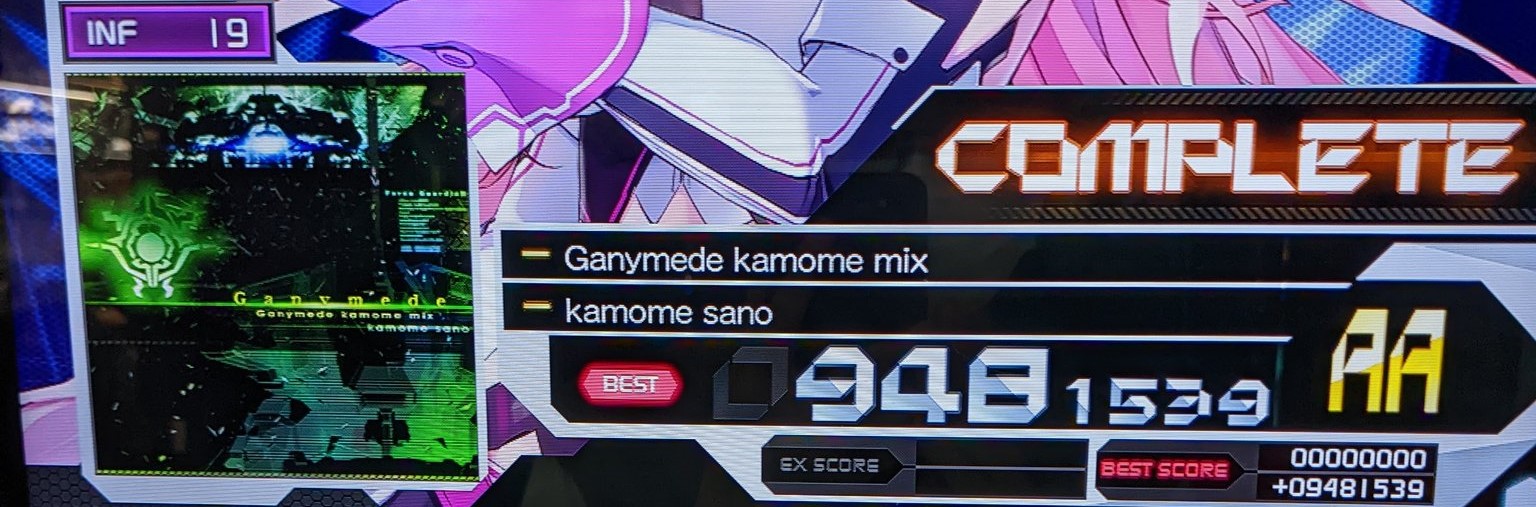 INF 19
COMPLETE
Ganymede
Ganymede kamome mix
kamome sano
Ganymede kamome mix
kamome sano
BEST 09481539 AA
EX SCORE
BEST SCORE 00000000
+09481539